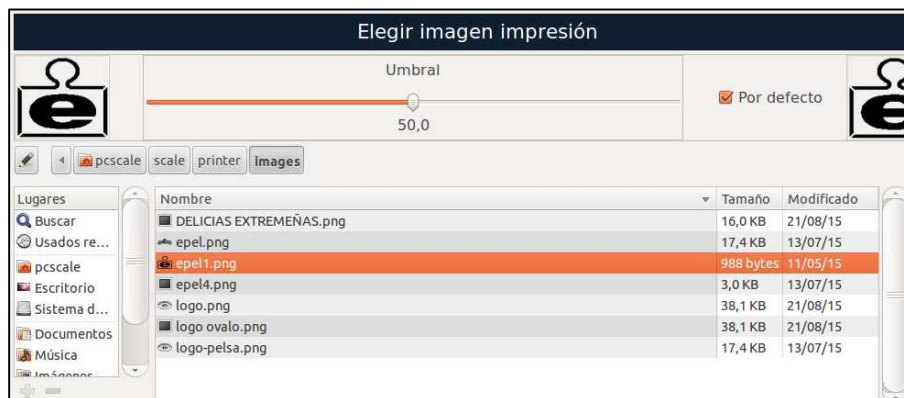 Elegir imagen impresión
e
Umbral
50,0
Por defecto
e
pcscale scale printer images
Lugares
Buscar
Usados re...
pcscale
Escritorio
Sistema d...
Documentos
Música
Imágenes
Nombre Tamaño Modificado
DELICIAS EXTREMEÑAS.png 16,0 KB 21/08/15
epel.png 17,4 KB 13/07/15
epel1.png 988 bytes 11/05/15
epel4.png 3,0 KB 13/07/15
logo.png 38,1 KB 21/08/15
logo ovalo.png 38,1 KB 21/08/15
logo-pelsa.png 17,4 KB 13/07/15